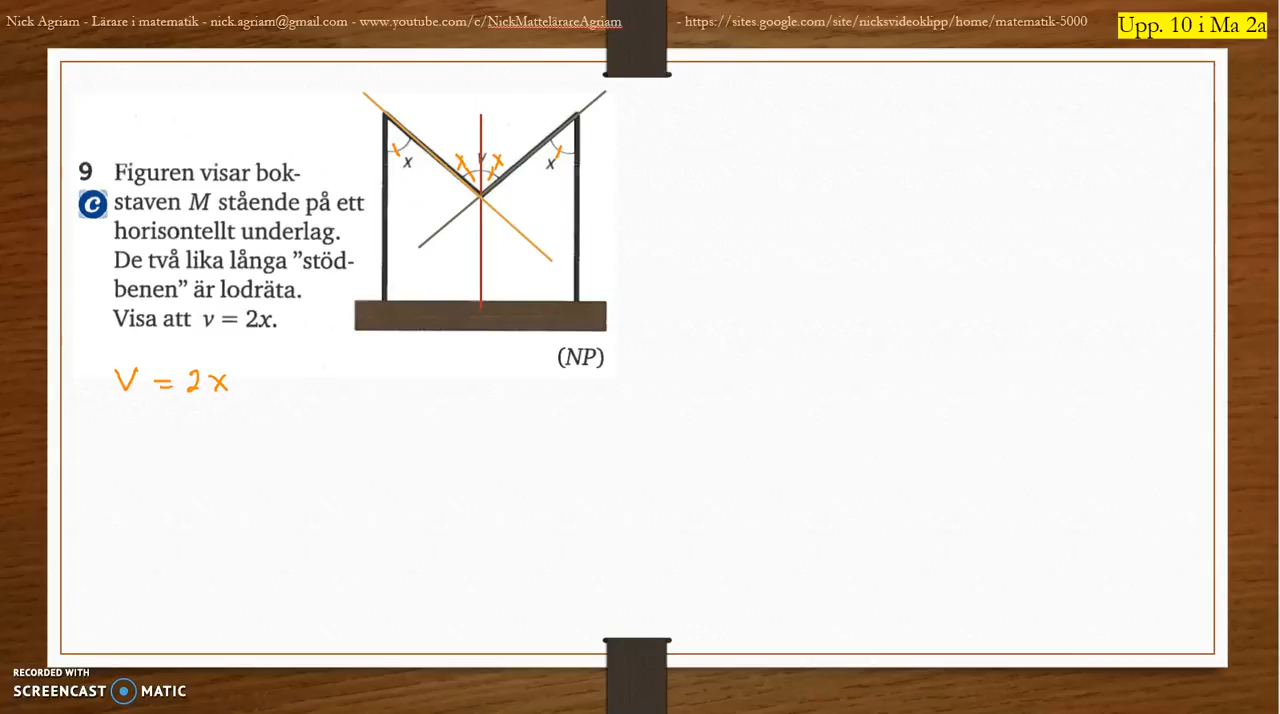 Nick Agriam - Lärare i matematik - nick.agriam@gmail.com - www.youtube.com/c/NickMattelärareAgriam - https://sites.google.com/site/nicksvideoklipp/home/matematik-5000
Upp. 10 i Ma 2a
9 Figuren visar bok-
C staven M stående på ett
horisontellt underlag.
De två lika långa "stöd-
benen" är lodräta.
Visa att v = 2x.
x x
x v x
x x
(NP)
V = 2x
RECORDED WITH
SCREENCAST MATIC